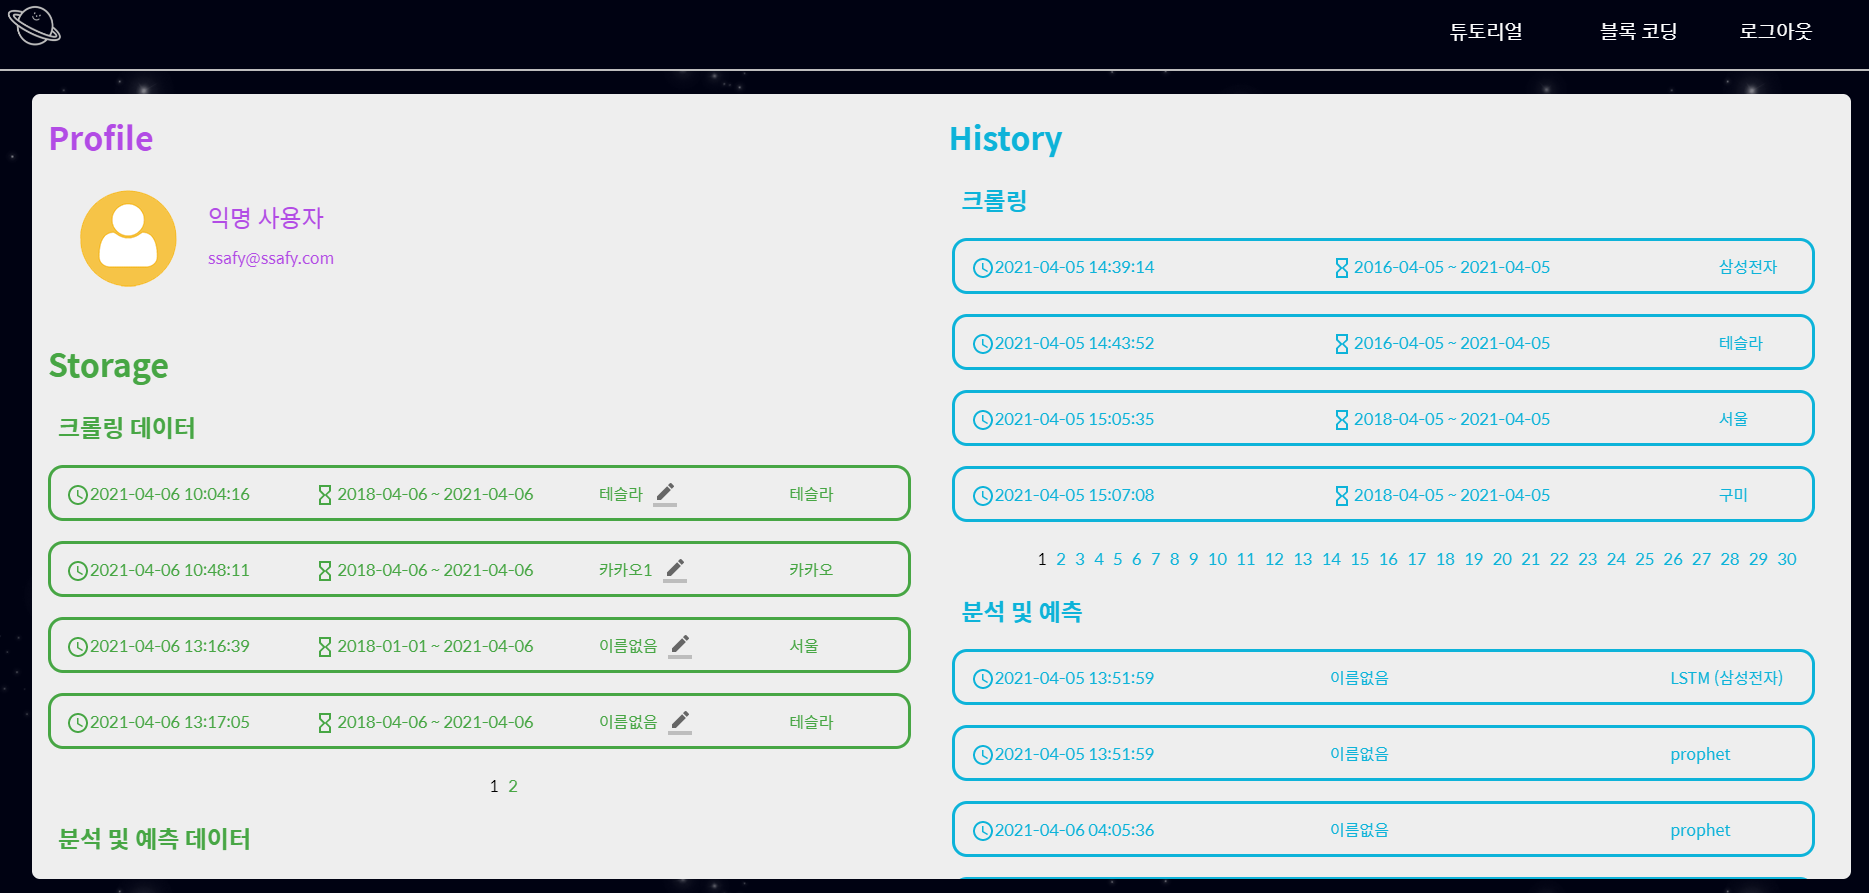 튜토리얼 블록 코딩 로그아웃
Profile
익명 사용자
ssafy@ssafy.com
Storage
크롤링 데이터
2021-04-06 10:04:16 2018-04-06 ~ 2021-04-06 테슬라 테슬라
2021-04-06 10:48:11 2018-04-06 ~ 2021-04-06 카카오1 카카오
2021-04-06 13:16:39 2018-01-01 ~ 2021-04-06 이름없음 서울
2021-04-06 13:17:05 2018-04-06 ~ 2021-04-06 이름없음 테슬라
1 2
분석 및 예측 데이터
History
크롤링
2021-04-05 14:39:14 2016-04-05 ~ 2021-04-05 삼성전자
2021-04-05 14:43:52 2016-04-05 ~ 2021-04-05 테슬라
2021-04-05 15:05:35 2018-04-05 ~ 2021-04-05 서울
2021-04-05 15:07:08 2018-04-05 ~ 2021-04-05 구미
1 2 3 4 5 6 7 8 9 10 11 12 13 14 15 16 17 18 19 20 21 22 23 24 25 26 27 28 29 30
분석 및 예측
2021-04-05 13:51:59 이름없음 LSTM (삼성전자)
2021-04-05 13:51:59 이름없음 prophet
2021-04-06 04:05:36 이름없음 prophet